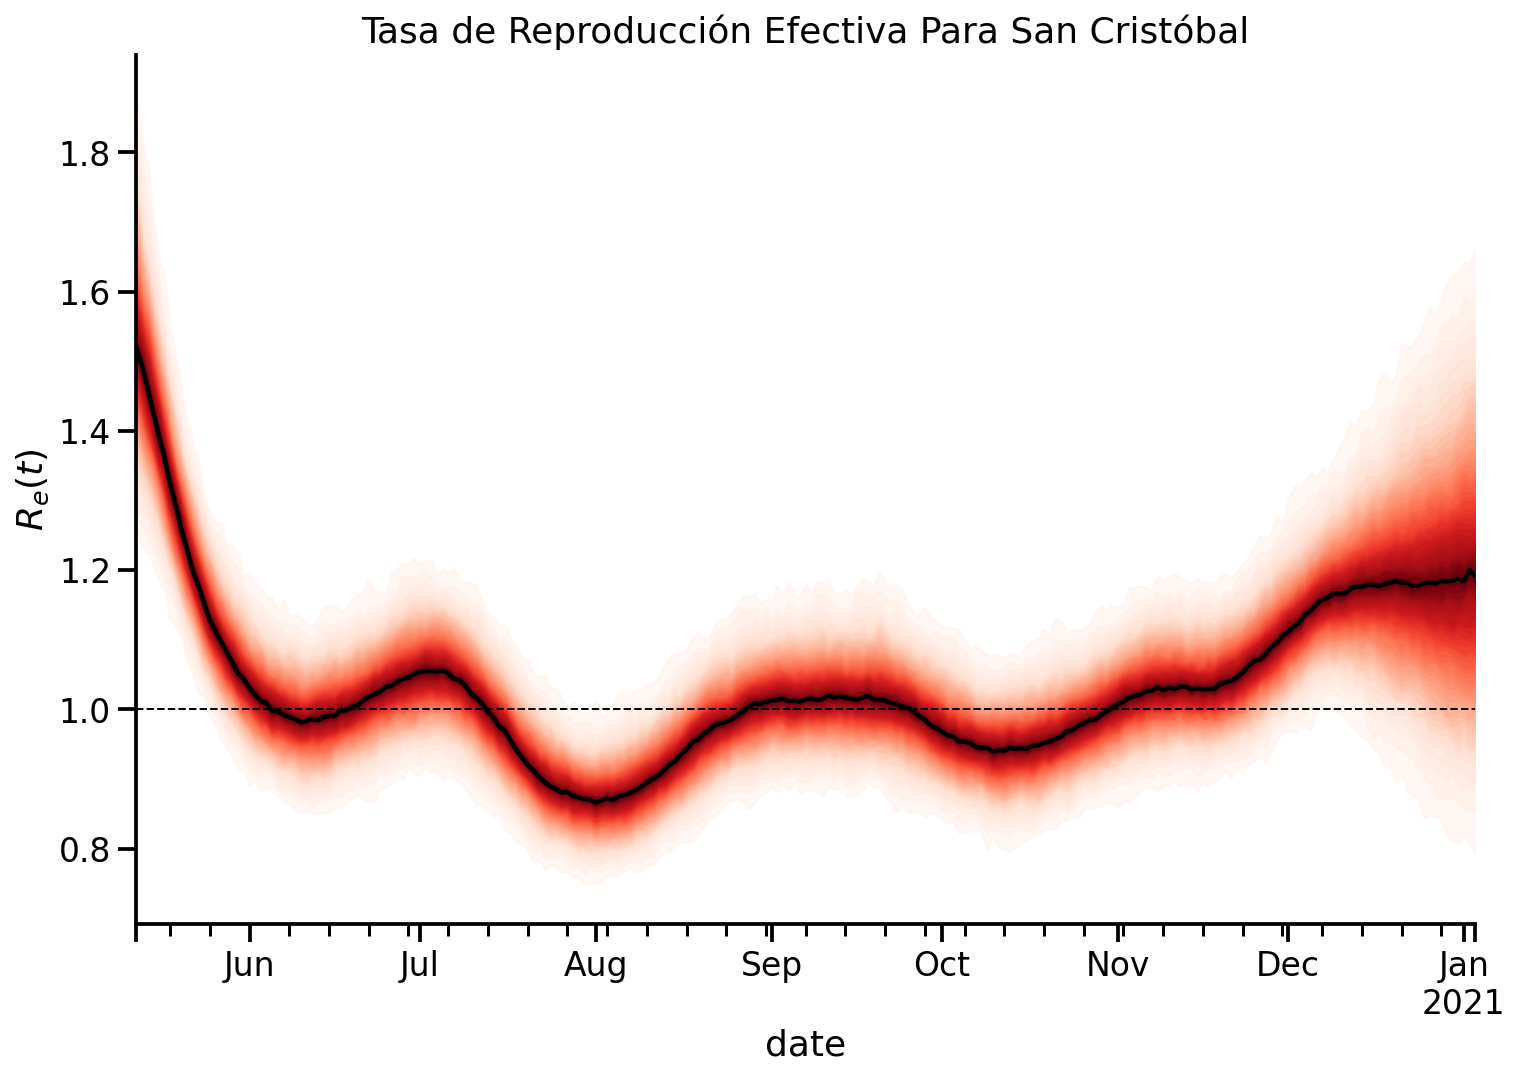 Tasa de Reproducción Efectiva Para San Cristóbal
1.8
1.6
1.4
1.2
1.0
0.8
Rₑ(t)
Jun Jul Aug Sep Oct Nov Dec Jan
2021
date